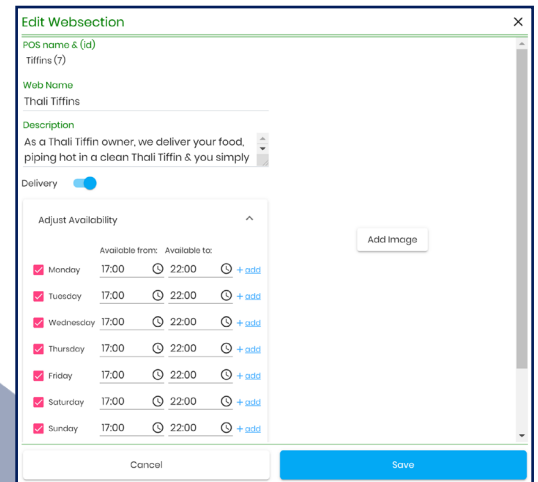 Edit Websection
POS name & (id)
Tiffins (7)
Web Name
Thali Tiffins
Description
As a Thali Tiffin owner, we deliver your food,
piping hot in a clean Thali Tiffin & you simply
Delivery
Adjust Availability
Add Image
Available from: Available to:
Monday 17:00 22:00 + add
Tuesday 17:00 22:00 + add
Wednesday 17:00 22:00 + add
Thursday 17:00 22:00 + add
Friday 17:00 22:00 + add
Saturday 17:00 22:00 + add
Sunday 17:00 22:00 + add
Cancel Save